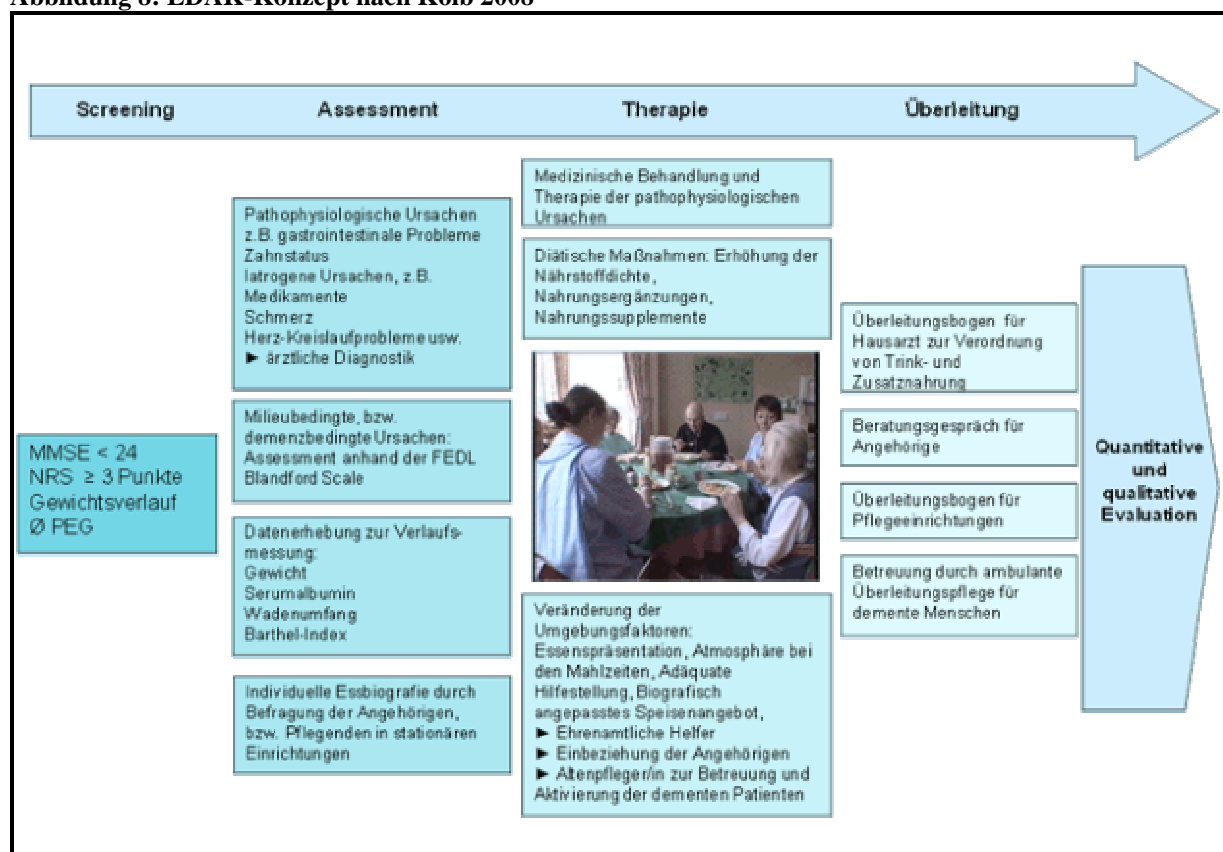 Abbildung 8: EDAK-Konzept nach Kolb 2008
Screening
Assessment
Therapie
Überleitung
MMSE < 24
NRS ≥ 3 Punkte
Gewichtsverlauf
Ø PEG
Pathophysiologische Ursachen
z.B. gastrointestinale Probleme
Zahnstatus
Iatrogene Ursachen, z.B.
Medikamente
Schmerz
Herz-Kreislaufprobleme usw.
► ärztliche Diagnostik
Milieubedingte, bzw.
demenzbedingte Ursachen:
Assessment anhand der FEDL
Blandford Scale
Datenerhebung zur Verlaufs-
messung:
Gewicht
Serumalbumin
Wadenumfang
Barthel-Index
Individuelle Essbiografie durch
Befragung der Angehörigen,
bzw. Pflegenden in stationären
Einrichtungen
Medizinische Behandlung und
Therapie der pathophysiologischen
Ursachen
Diätische Maßnahmen: Erhöhung der
Nährstoffdichte,
Nahrungsergänzungen,
Nahrungssupplemente
Veränderung der
Umgebungsfaktoren:
Essenspräsentation, Atmosphäre bei
den Mahlzeiten, Adäquate
Hilfestellung, Biografisch
angepasstes Speisenangebot,
► Ehrenamtliche Helfer
► Einbeziehung der Angehörigen
► Altenpfleger/in zur Betreuung und
Aktivierung der dementen Patienten
Überleitungsbogen für
Hausarzt zur Verordnung
von Trink- und
Zusatznahrung
Beratungsgespräch für
Angehörige
Überleitungsbogen für
Pflegeeinrichtungen
Betreuung durch ambulante
Überleitungspflege für
demente Menschen
Quantitative
und
qualitative
Evaluation